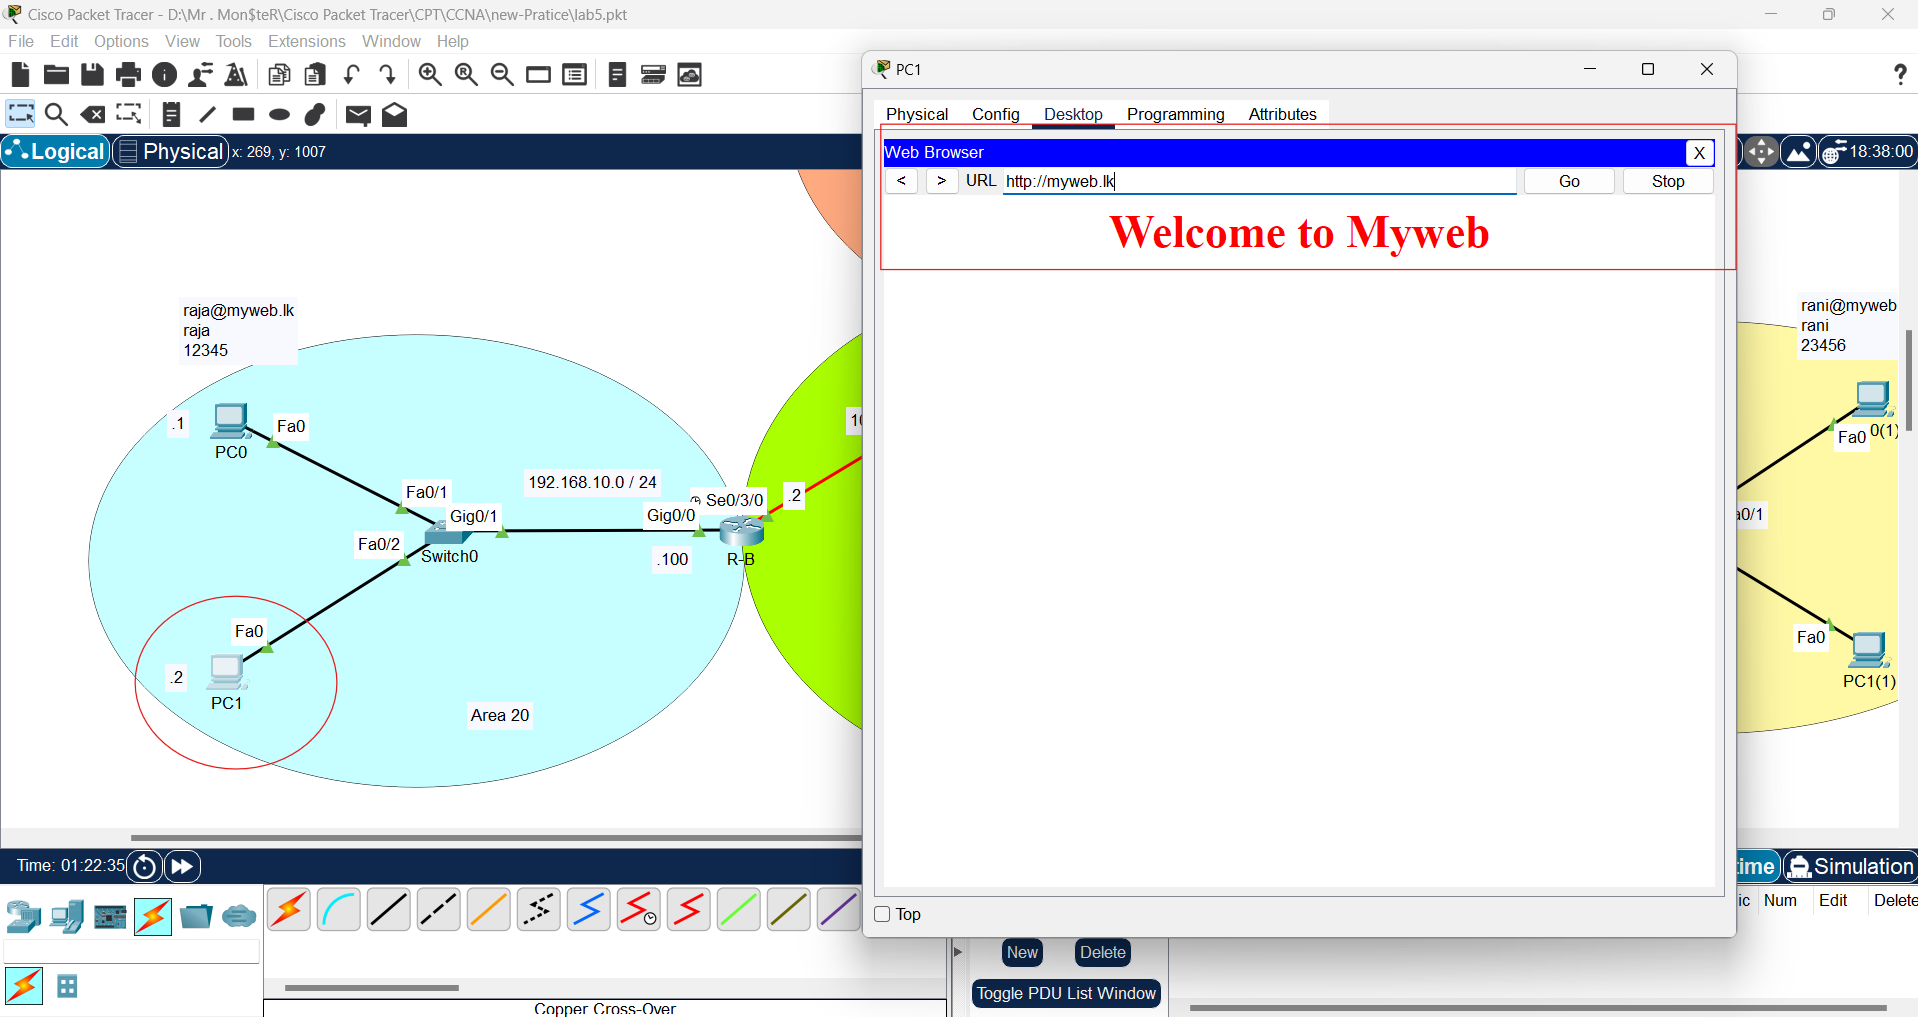 Cisco Packet Tracer - D:\Mr . Mon$teR\Cisco Packet Tracer\CPT\CCNA\new-Pratice\lab5.pkt
File Edit Options View Tools Extensions Window Help
Logical Physical x: 269, y: 1007
18:38:00
PC1
Physical Config Desktop Programming Attributes
Web Browser X
< > URL http://myweb.lk Go Stop
Welcome to Myweb
Top
raja@myweb.lk
raja
12345
.1
Fa0
PC0
Fa0/1
192.168.10.0 / 24
Gig0/1
Se0/3/0
.2
Gig0/0
Fa0/2
Switch0
.100
R-B
Fa0
.2
PC1
Area 20
10
rani@myweb
rani
23456
Fa0
0(1)
a0/1
Fa0
PC1(1)
Time: 01:22:35
ime Simulation
ic Num Edit Delete
New Delete
Toggle PDU List Window
Copper Cross-Over
?